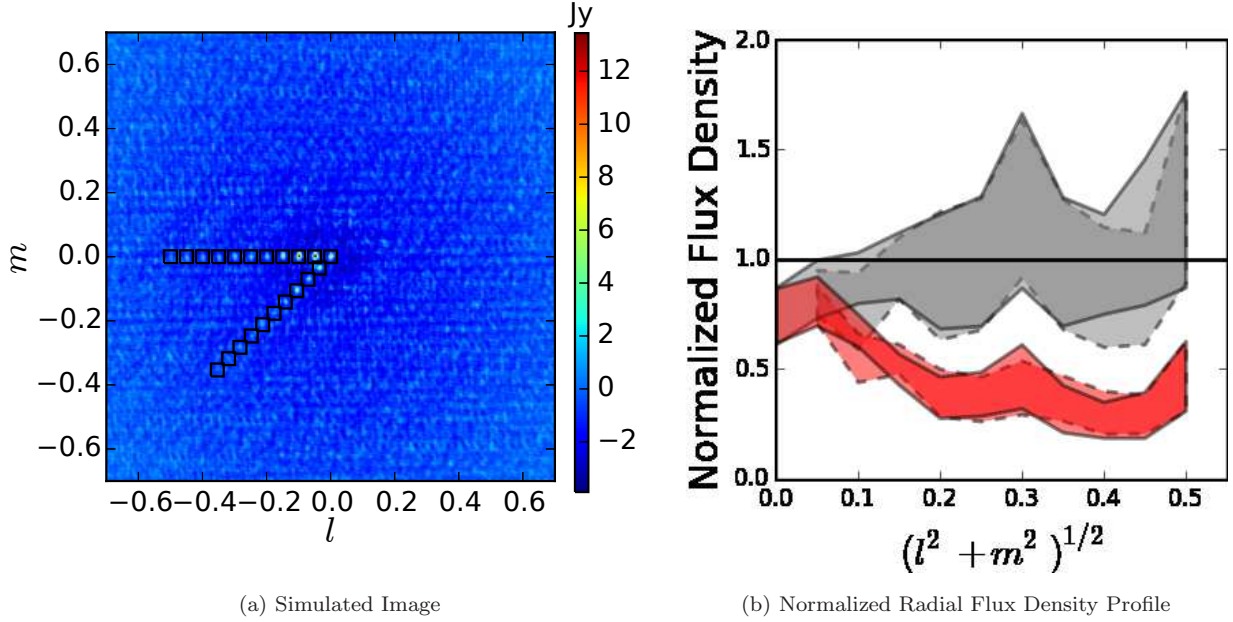 Jy
12
10
8
6
4
2
0
−2
0.6
0.4
0.2
0.0
−0.2
−0.4
−0.6
m
−0.6 −0.4 −0.2 0.0 0.2 0.4 0.6
l
(a) Simulated Image
Normalized Flux Density
2.0
1.5
1.0
0.5
0.0
0.0 0.1 0.2 0.3 0.4 0.5
(l² + m²)^{1/2}
(b) Normalized Radial Flux Density Profile